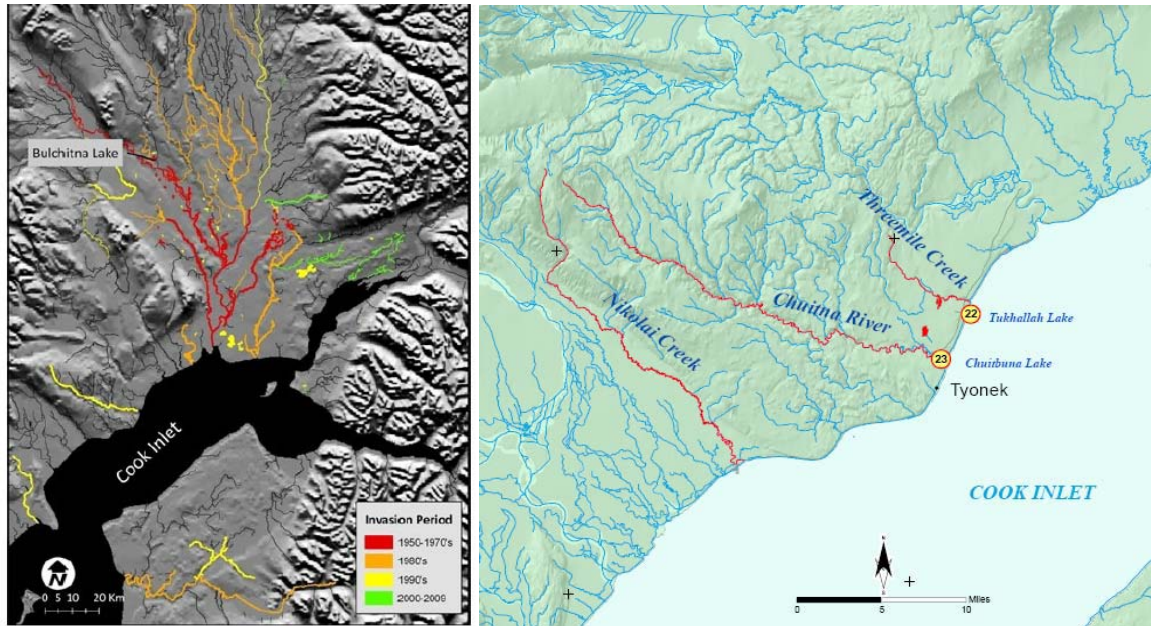 Bulchitna Lake
Cook Inlet
N
0 5 10 20 Km
Invasion Period
1950-1970's
1980's
1990's
2000-2009
Threemile Creek
Nikolai Creek
Chuitna River
22
Tukhallah Lake
23
Chuitbuna Lake
Tyonek
COOK INLET
N
Miles
0 5 10